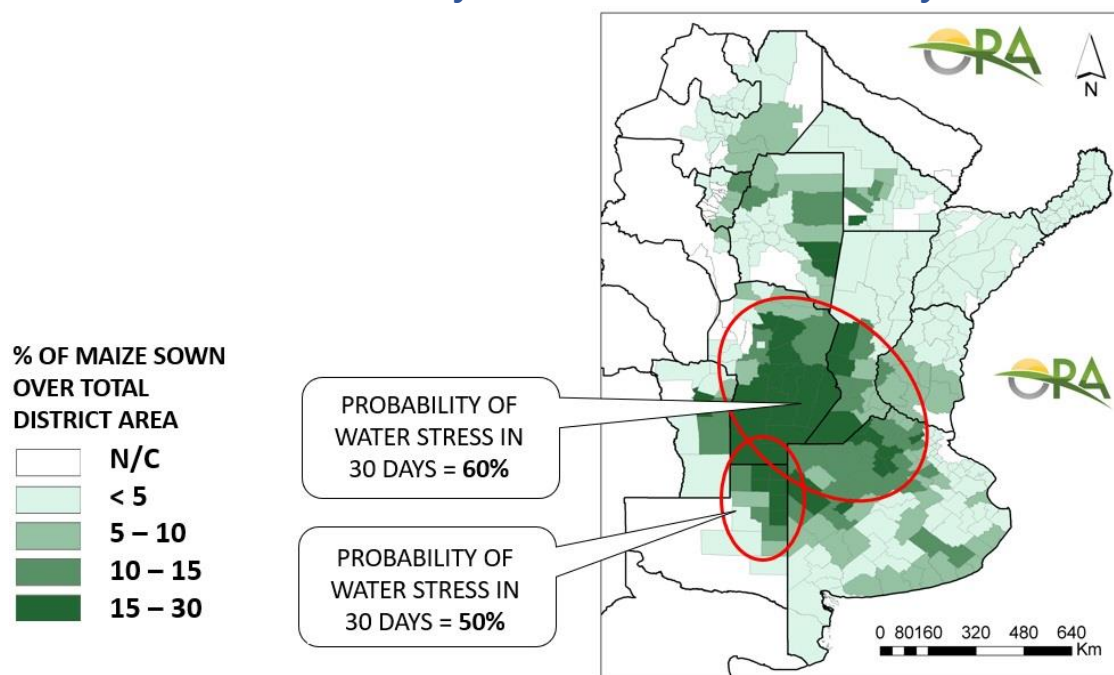 ORA
N
% OF MAIZE SOWN
OVER TOTAL
DISTRICT AREA
N/C
< 5
5 – 10
10 – 15
15 – 30
PROBABILITY OF
WATER STRESS IN
30 DAYS = 60%
PROBABILITY OF
WATER STRESS IN
30 DAYS = 50%
ORA
0 80160 320 480 640
Km